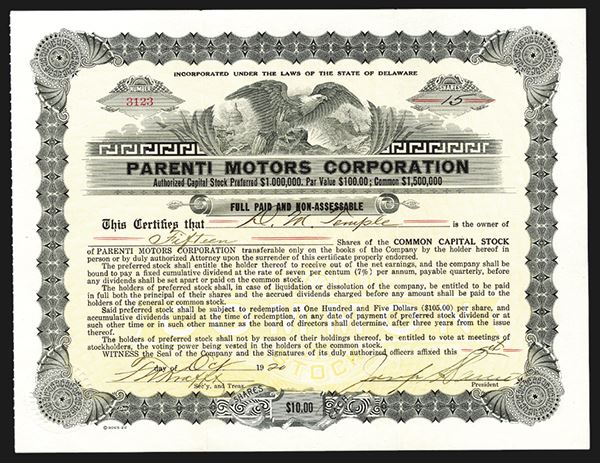 INCORPORATED UNDER THE LAWS OF THE STATE OF DELAWARE
NUMBER
3123
SHARES
15
PARENTI MOTORS CORPORATION
Authorized Capital Stock Preferred $1.000,000. Par Value $100.00; Common $1,500,000
FULL PAID AND NON-ASSESSABLE
This Certifies that D. M. Temple is the owner of
Fifteen Shares of the COMMON CAPITAL STOCK
of PARENTI MOTORS CORPORATION transferable only on the books of the Company by the holder hereof in
person or by duly authorized Attorney upon the surrender of this certificate properly endorsed.
The preferred stock shall entitle the holder thereof to receive out of the net earnings, and the company shall be
bound to pay a fixed cumulative dividend at the rate of seven per centum (7%) per annum, payable quarterly, before
any dividends shall be set apart or paid on the common stock.
The holders of preferred stock shall, in case of liquidation or dissolution of the company, be entitled to be paid
in full both the principal of their shares and the accrued dividends charged before any amount shall be paid to the
holders of the general or common stock.
Said preferred stock shall be subject to redemption at One Hundred and Five Dollars ($105.00) per share, and
accumulative dividends unpaid at the time of redemption, on any date of payment of preferred stock dividend or at
such other time or in such other manner as the board of directors shall determine, after three years from the issue
thereof.
The holders of preferred stock shall not by reason of their holdings thereof, be entitled to vote at meetings of
stockholders, the voting power being vested in the holders of common stock.
WITNESS the Seal of the Company and the Signatures of its duly authorized officers affixed this
day of Oct 1920
Sec'y, and Treas.
President
SHARES
$10.00
EACH
COMMON
STOCK